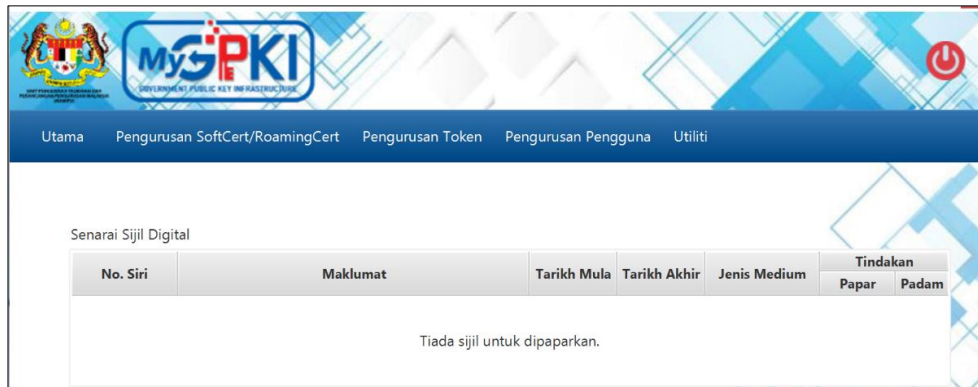 MyGPKI
GOVERNMENT PUBLIC KEY INFRASTRUCTURE
Utama Pengurusan SoftCert/RoamingCert Pengurusan Token Pengurusan Pengguna Utiliti
Senarai Sijil Digital
No. Siri Maklumat Tarikh Mula Tarikh Akhir Jenis Medium Tindakan
Papar Padam
Tiada sijil untuk dipaparkan.